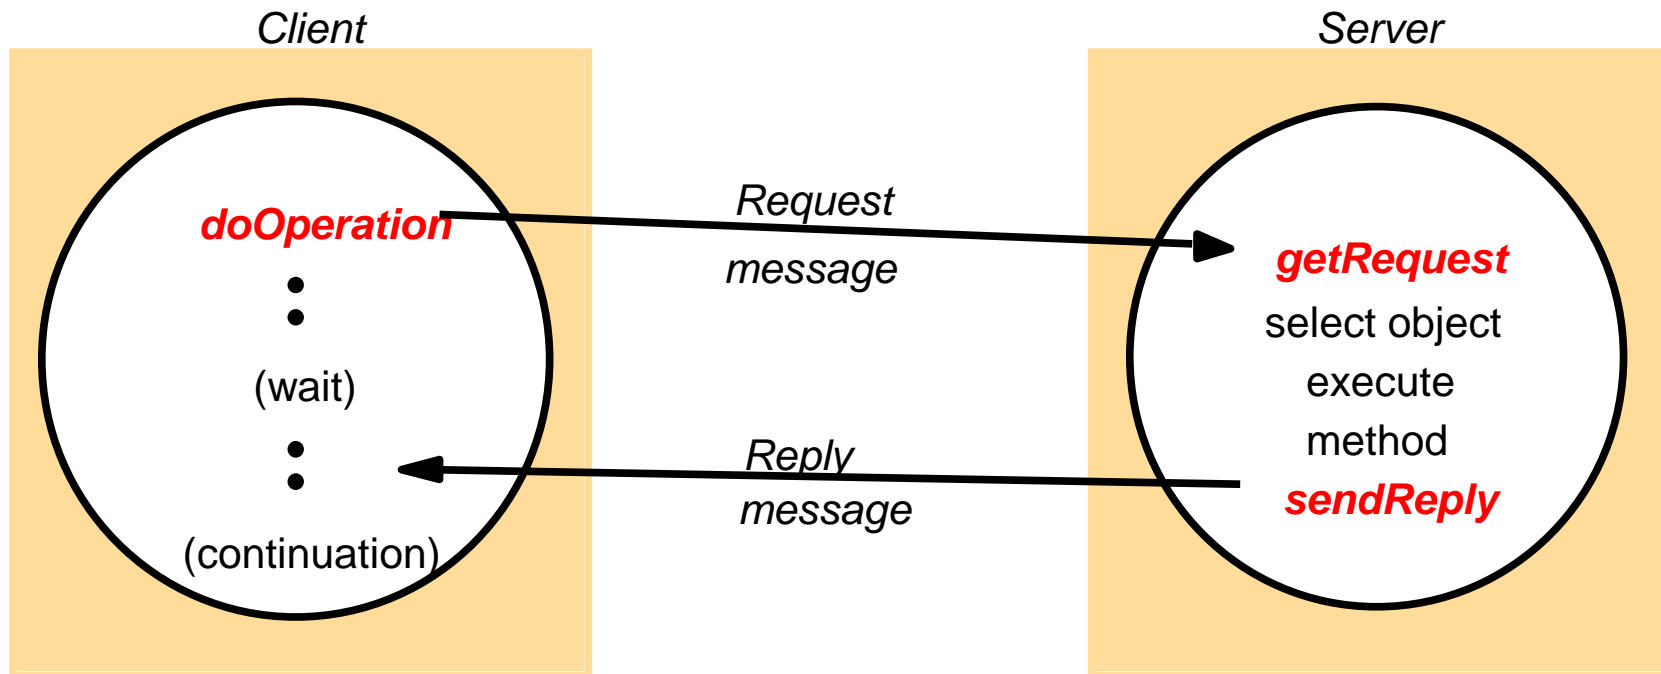 Client
Server
doOperation
(wait)
(continuation)
Request
message
Reply
message
getRequest
select object
execute
method
sendReply